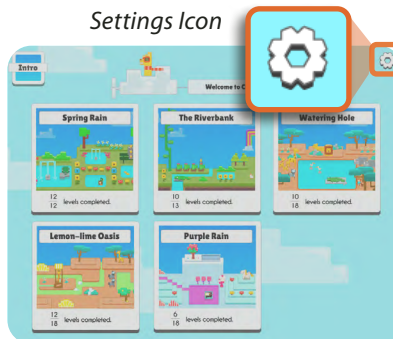 Settings Icon
Intro
Welcome to C
Spring Rain
12
12 levels completed.
The Riverbank
10
13 levels completed.
Watering Hole
10
18 levels completed.
Lemon-lime Oasis
12
18 levels completed.
Purple Rain
6
18 levels completed.